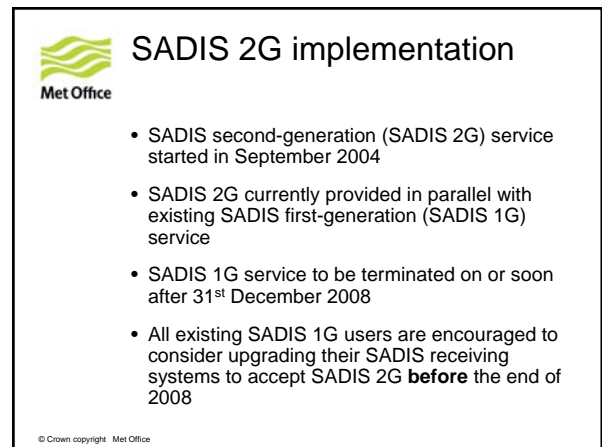 SADIS 2G implementation
Met Office
• SADIS second-generation (SADIS 2G) service
started in September 2004
• SADIS 2G currently provided in parallel with
existing SADIS first-generation (SADIS 1G)
service
• SADIS 1G service to be terminated on or soon
after 31st December 2008
• All existing SADIS 1G users are encouraged to
consider upgrading their SADIS receiving
systems to accept SADIS 2G before the end of
2008
© Crown copyright Met Office